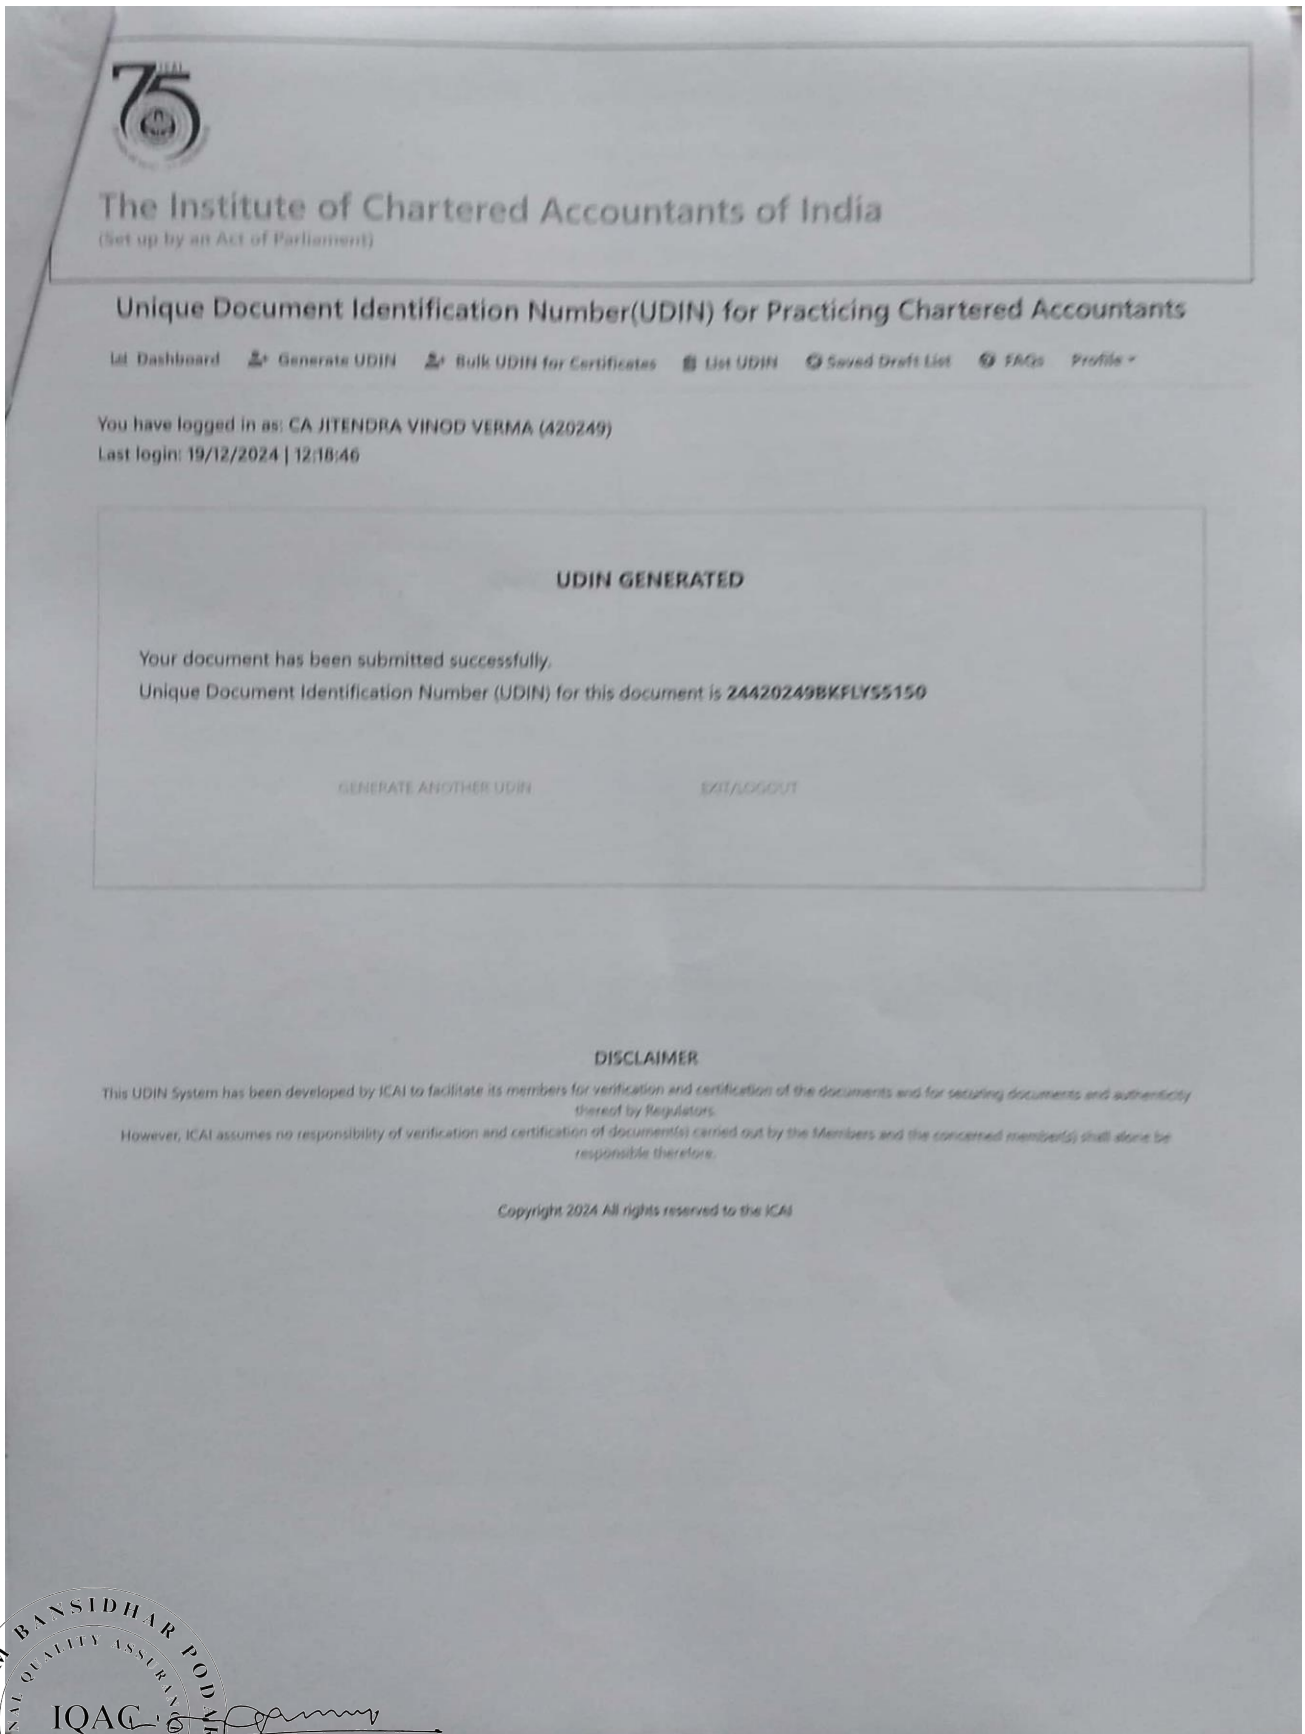 ICAI
75
The Institute of Chartered Accountants of India
(Set up by an Act of Parliament)
Unique Document Identification Number(UDIN) for Practicing Chartered Accountants
Dashboard Generate UDIN Bulk UDIN for Certificates List UDIN Saved Draft List FAQs Profile
You have logged in as: CA JITENDRA VINOD VERMA (420249)
Last login: 19/12/2024 | 12:18:46
UDIN GENERATED
Your document has been submitted successfully.
Unique Document Identification Number (UDIN) for this document is 24420249BKFLYS5150
GENERATE ANOTHER UDIN EXIT/LOGOUT
DISCLAIMER
This UDIN System has been developed by ICAI to facilitate its members for verification and certification of the documents and for securing documents and authenticity
thereof by Regulators.
However, ICAI assumes no responsibility of verification and certification of document(s) carried out by the Members and the concerned member(s) shall alone be
responsible therefore.
Copyright 2024 All rights reserved to the ICAI
BANSIDHAR
QUALITY
IQAC